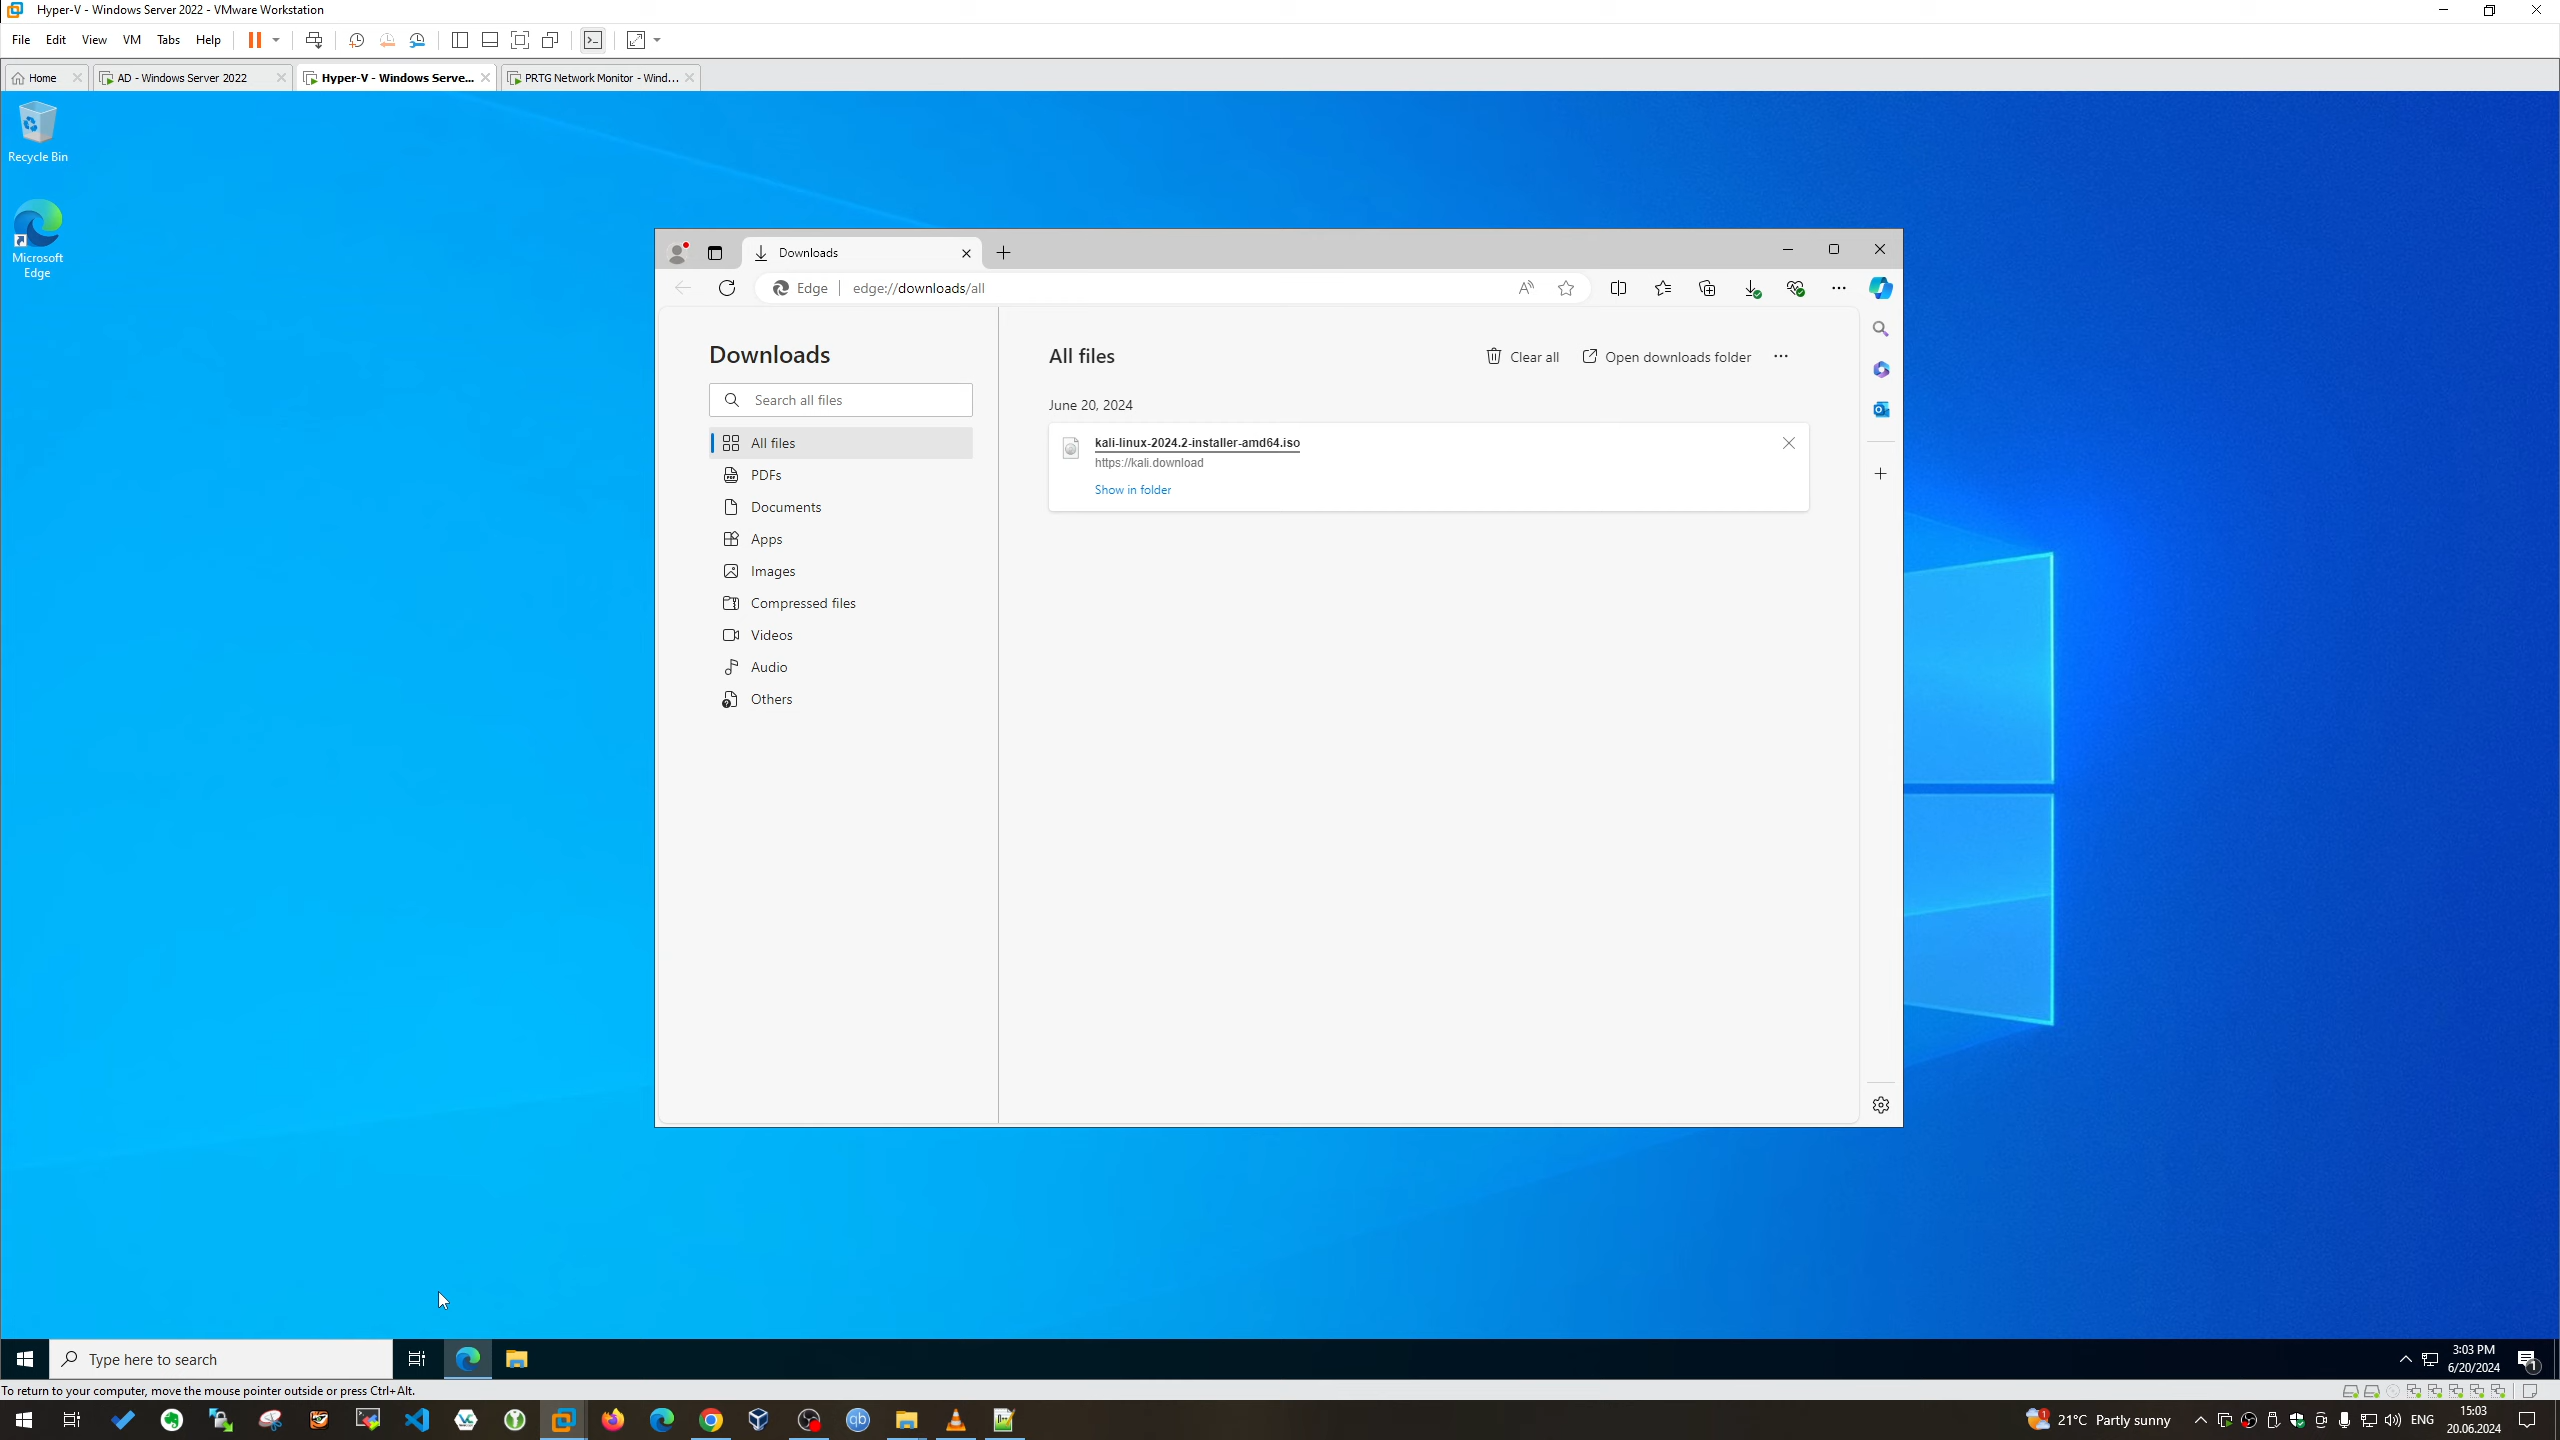 Hyper-V - Windows Server 2022 - VMware Workstation
File Edit View VM Tabs Help
Home
AD - Windows Server 2022
Hyper-V - Windows Serve...
PRTG Network Monitor - Wind...
Recycle Bin
Microsoft
Edge
Downloads
Edge
edge://downloads/all
Downloads
Search all files
All files
PDFs
Documents
Apps
Images
Compressed files
Videos
Audio
Others
All files
Clear all
Open downloads folder
June 20, 2024
kali-linux-2024.2-installer-amd64.iso
https://kali.download
Show in folder
Type here to search
3:03 PM
6/20/2024
1
To return to your computer, move the mouse pointer outside or press Ctrl+Alt.
1
21°C Partly sunny
ENG
15:03
20.06.2024